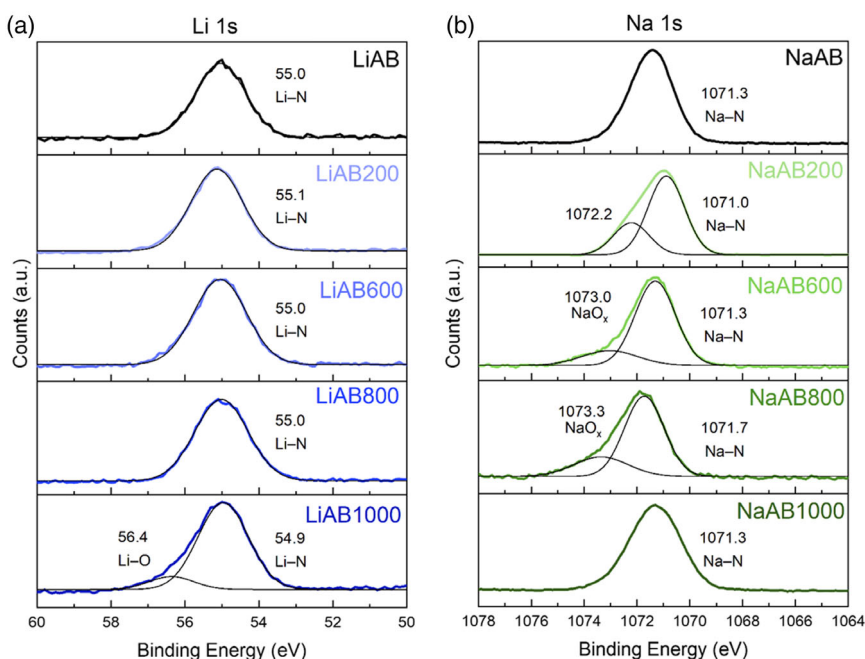 (a)
Li 1s
LiAB
55.0
Li–N
LiAB200
55.1
Li–N
LiAB600
55.0
Li–N
LiAB800
55.0
Li–N
LiAB1000
56.4
Li–O
54.9
Li–N
60 58 56 54 52 50
Binding Energy (eV)
Counts (a.u.)
(b)
Na 1s
NaAB
1071.3
Na–N
NaAB200
1072.2
1071.0
Na–N
NaAB600
1073.0
NaOₓ
1071.3
Na–N
NaAB800
1073.3
NaOₓ
1071.7
Na–N
NaAB1000
1071.3
Na–N
1078 1076 1074 1072 1070 1068 1066 1064
Binding Energy (eV)
Counts (a.u.)